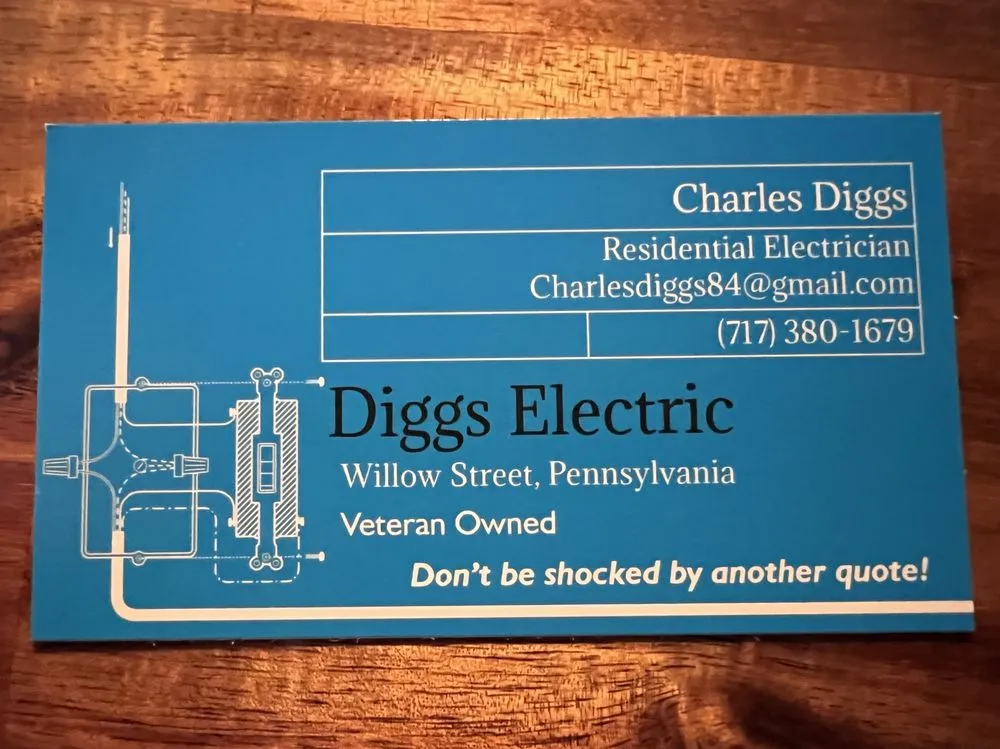 Charles Diggs
Residential Electrician
Charlesdiggs84@gmail.com
(717) 380-1679
Diggs Electric
Willow Street, Pennsylvania
Veteran Owned
Don't be shocked by another quote!